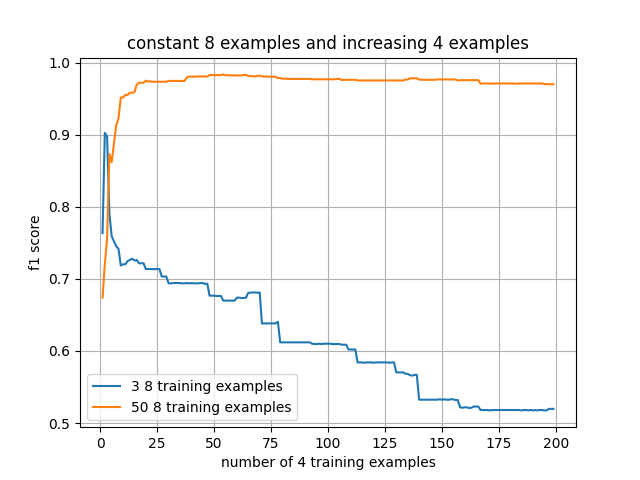 constant 8 examples and increasing 4 examples
f1 score
1.0
0.9
0.8
0.7
0.6
0.5
3 8 training examples
50 8 training examples
0 25 50 75 100 125 150 175 200
number of 4 training examples